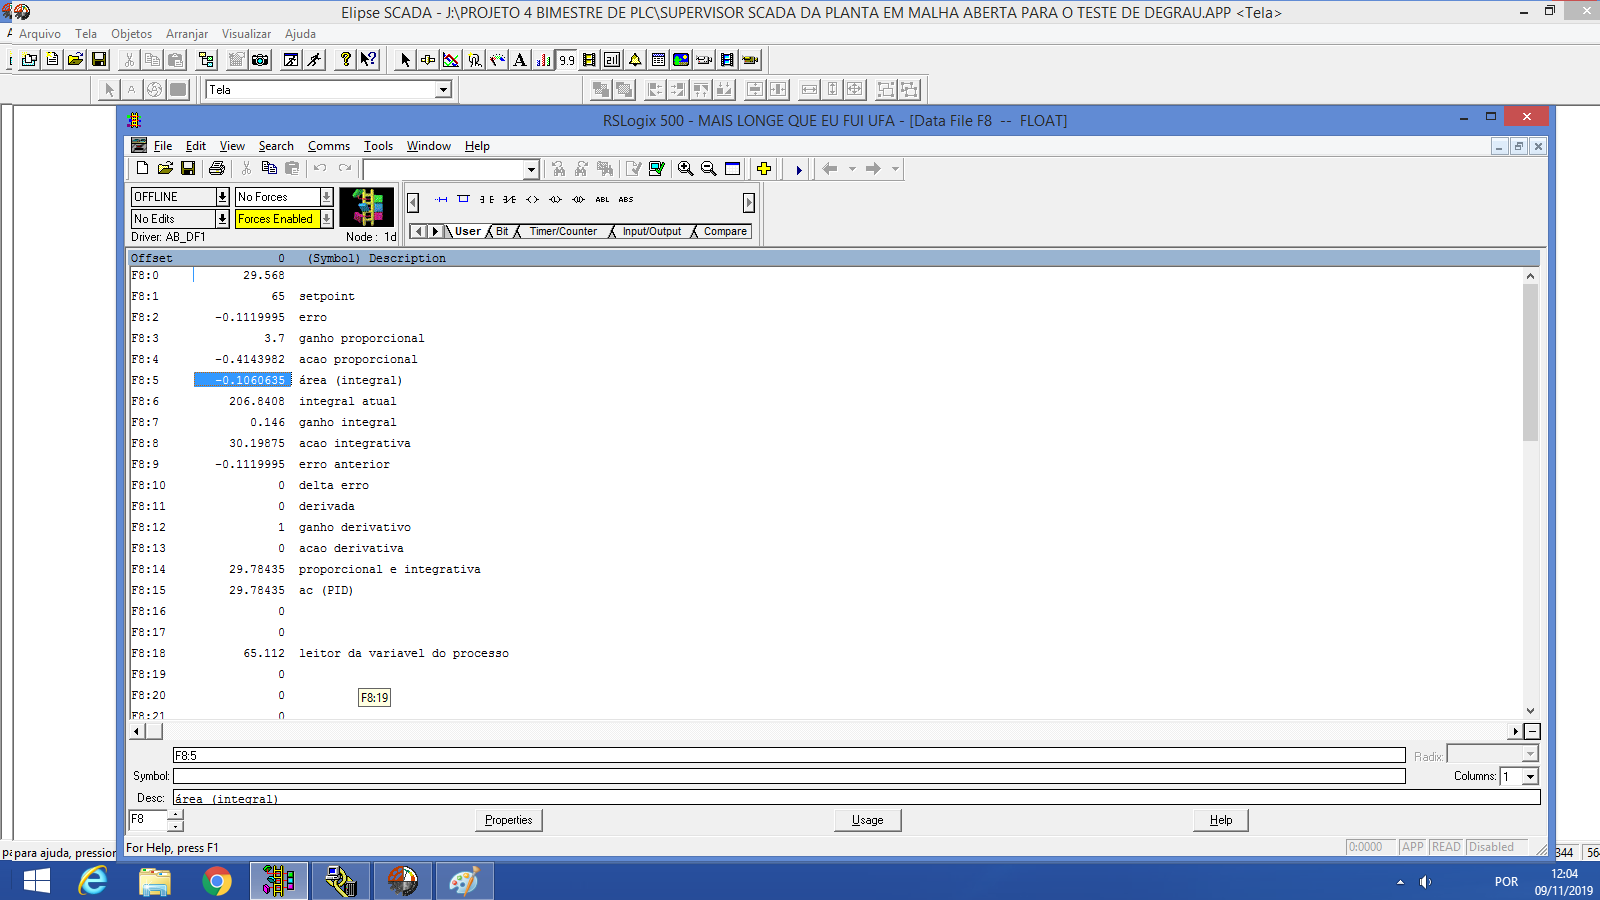 Elipse SCADA - J:\PROJETO 4 BIMESTRE DE PLC\SUPERVISOR SCADA DA PLANTA EM MALHA ABERTA PARA O TESTE DE DEGRAU.APP <Tela>
Arquivo Tela Objetos Arranjar Visualizar Ajuda
Tela
RSLogix 500 - MAIS LONGE QUE EU FUI UFA - [Data File F8 -- FLOAT]
File Edit View Search Comms Tools Window Help
OFFLINE No Forces
No Edits Forces Enabled
Driver: AB_DF1 Node : 1d
ABL ABS
User Bit Timer/Counter Input/Output Compare
Offset 0 (Symbol) Description
F8:0 29.568
F8:1 65 setpoint
F8:2 -0.1119995 erro
F8:3 3.7 ganho proporcional
F8:4 -0.4143982 acao proporcional
F8:5 -0.1060635 área (integral)
F8:6 206.8408 integral atual
F8:7 0.146 ganho integral
F8:8 30.19875 acao integrativa
F8:9 -0.1119995 erro anterior
F8:10 0 delta erro
F8:11 0 derivada
F8:12 1 ganho derivativo
F8:13 0 acao derivativa
F8:14 29.78435 proporcional e integrativa
F8:15 29.78435 ac (PID)
F8:16 0
F8:17 0
F8:18 65.112 leitor da variavel do processo
F8:19 0
F8:20 0
F8:19
F8:21 0
F8:5 Radix:
Symbol: Columns: 1
Desc: área (integral)
F8 Properties Usage Help
For Help, press F1 0:0000 APP READ Disabled
para ajuda, pression 344 56
POR 12:04
09/11/2019